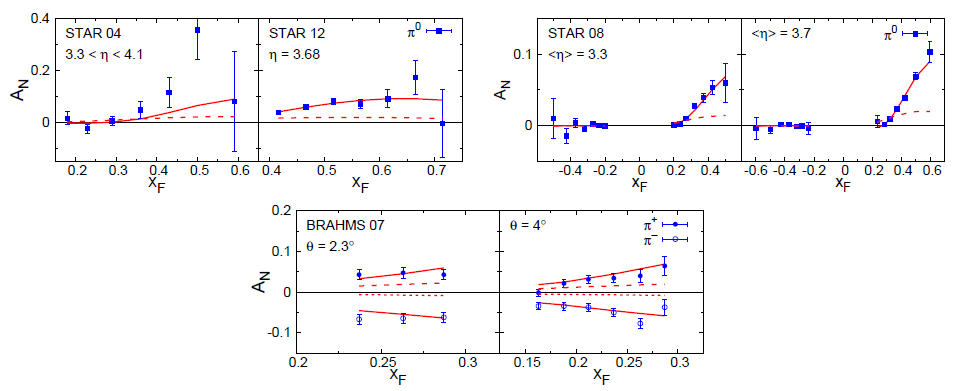 STAR 04
3.3 < η < 4.1
STAR 12
η = 3.68
π0
A_N
0.4
0.2
0
0.2 0.3 0.4 0.5 0.6
0.4 0.5 0.6 0.7
x_F
x_F
STAR 08
<η> = 3.3
<η> = 3.7
π0
A_N
0.1
0
-0.4 -0.2 0 0.2 0.4
-0.6 -0.4 -0.2 0 0.2 0.4 0.6
x_F
x_F
BRAHMS 07
θ = 2.3°
θ = 4°
π+
π−
A_N
0.2
0.1
0
-0.1
0.2 0.25 0.3
0.15 0.2 0.25 0.3
x_F
x_F